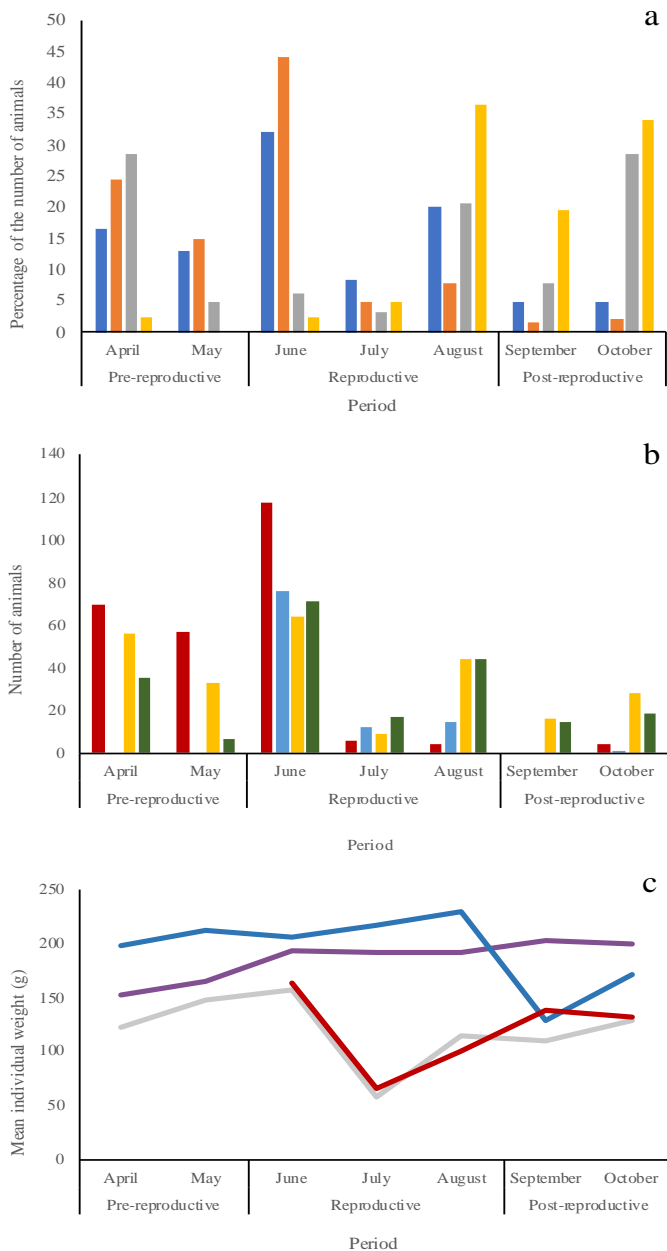 a
50
45
40
35
30
25
20
15
10
5
0
Percentage of the number of animals
April May June July August September October
Pre-reproductive Reproductive Post-reproductive
Period
b
140
120
100
80
60
40
20
0
Number of animals
April May June July August September October
Pre-reproductive Reproductive Post-reproductive
Period
c
250
200
150
100
50
0
Mean individual weight (g)
April May June July August September October
Pre-reproductive Reproductive Post-reproductive
Period